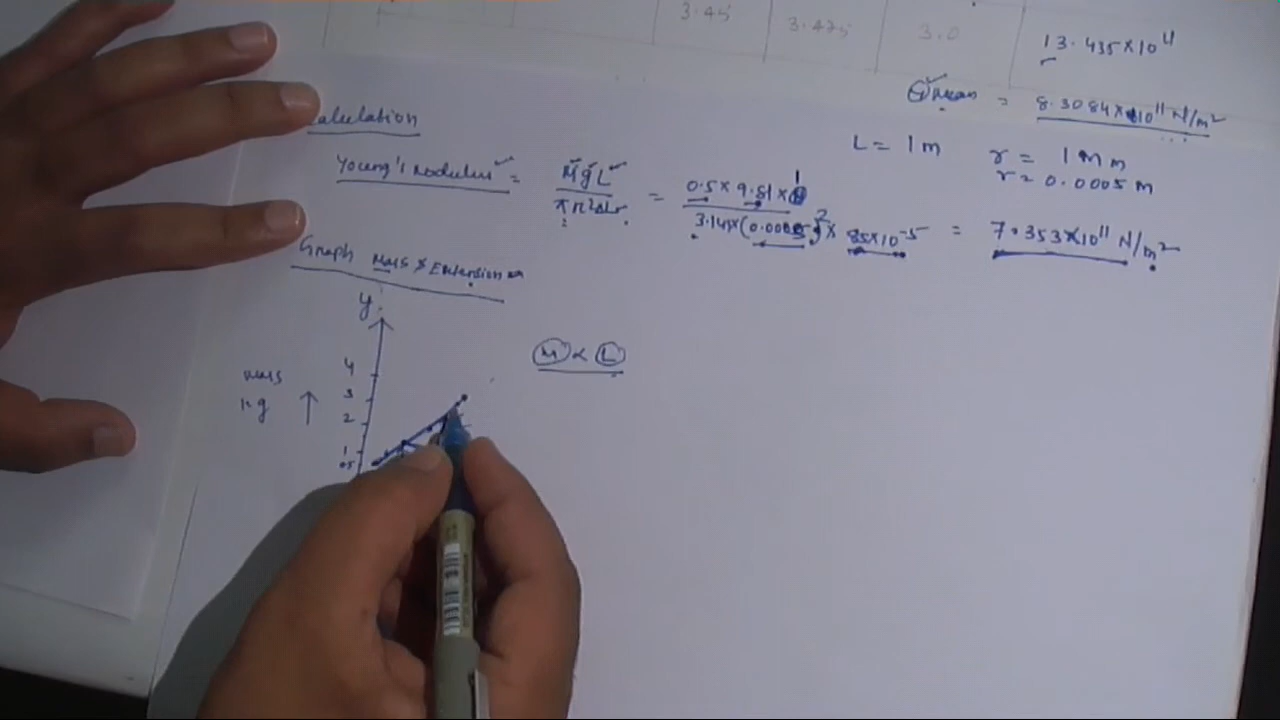 3.45 3.475 3.0 13.435×10¹¹
Ymean = 8.3084×10¹¹ N/m²
Calculation
L = 1m r = 1mm
r = 0.0005 m
Young's Modulus = MgL / πr²Δl = 0.5×9.81×1 / 3.14×(0.0005)²×85×10⁻⁵ = 7.353×10¹¹ N/m²
Graph Mass & Extension
y
M ∝ L
mass
kg
4
3
2
1
0.5